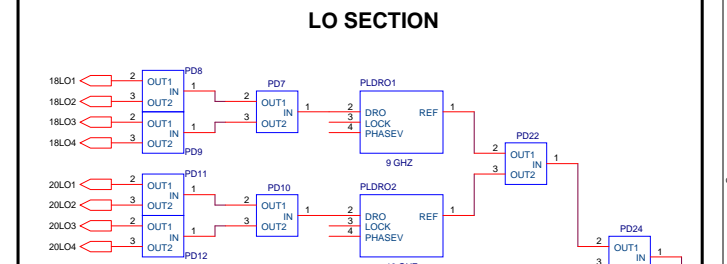 LO SECTION
PD8
18LO1 2 OUT1
IN 1
18LO2 3 OUT2
PD7
2 OUT1
IN 1
3 OUT2
PLDRO1
2 DRO REF 1
3 LOCK
4 PHASEV
9 GHZ
18LO3 2 OUT1
IN 1
18LO4 3 OUT2
PD9
PD22
2 OUT1
IN 1
3 OUT2
PD11
20LO1 2 OUT1
IN 1
20LO2 3 OUT2
PD10
2 OUT1
IN 1
3 OUT2
PLDRO2
2 DRO REF 1
3 LOCK
4 PHASEV
20LO3 2 OUT1
IN 1
20LO4 3 OUT2
PD12
PD24
2 OUT1
IN 1
3